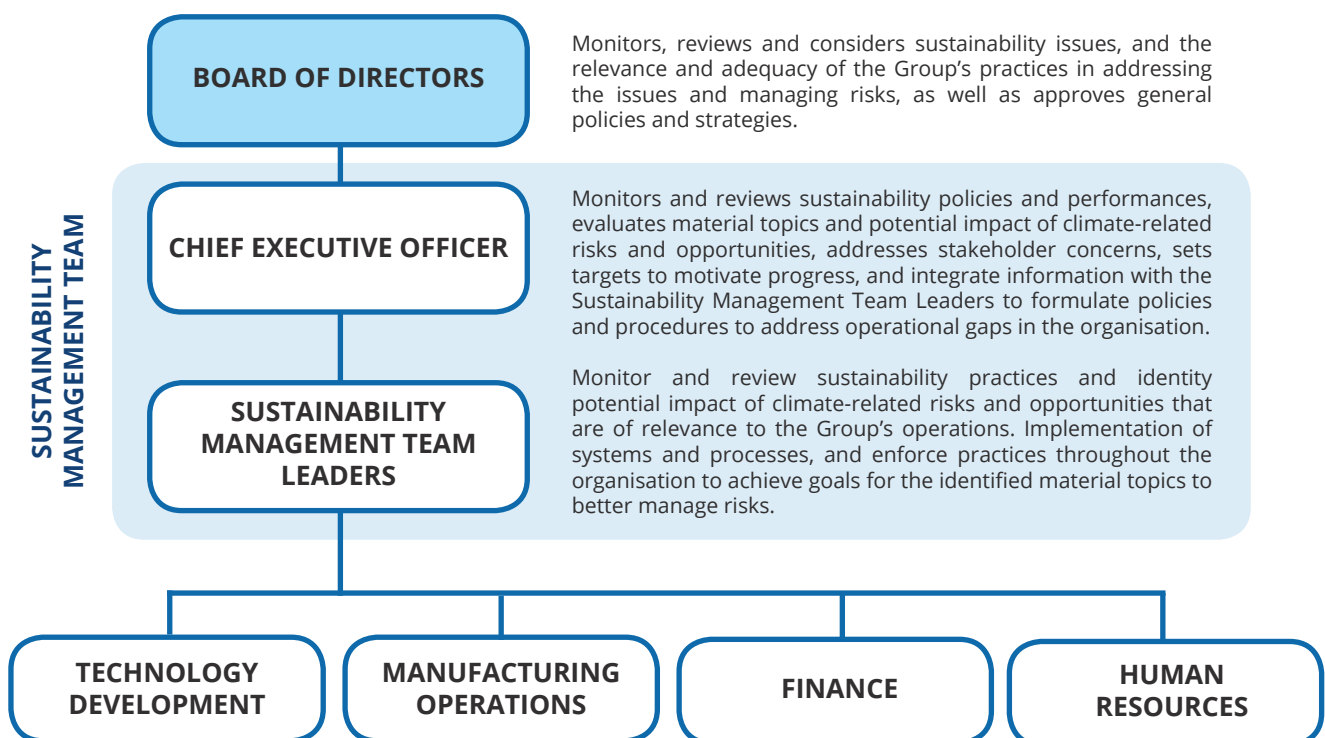 BOARD OF DIRECTORS
Monitors, reviews and considers sustainability issues, and the
relevance and adequacy of the Group’s practices in addressing
the issues and managing risks, as well as approves general
policies and strategies.
SUSTAINABILITY
MANAGEMENT TEAM
CHIEF EXECUTIVE OFFICER
Monitors and reviews sustainability policies and performances,
evaluates material topics and potential impact of climate-related
risks and opportunities, addresses stakeholder concerns, sets
targets to motivate progress, and integrate information with the
Sustainability Management Team Leaders to formulate policies
and procedures to address operational gaps in the organisation.
SUSTAINABILITY
MANAGEMENT TEAM
LEADERS
Monitor and review sustainability practices and identity
potential impact of climate-related risks and opportunities that
are of relevance to the Group’s operations. Implementation of
systems and processes, and enforce practices throughout the
organisation to achieve goals for the identified material topics to
better manage risks.
TECHNOLOGY
DEVELOPMENT
MANUFACTURING
OPERATIONS
FINANCE
HUMAN
RESOURCES